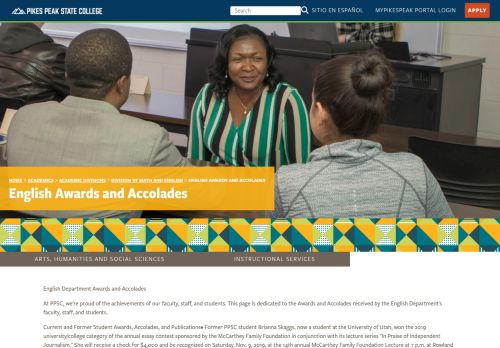 PIKES PEAK STATE COLLEGE
Search
SITIO EN ESPAÑOL
MYPIKESPEAK PORTAL LOGIN
APPLY
HOME > ACADEMICS > ACADEMIC DIVISIONS > DIVISION OF MATH AND ENGLISH > ENGLISH AWARDS AND ACCOLADES
English Awards and Accolades
ARTS, HUMANITIES AND SOCIAL SCIENCES
INSTRUCTIONAL SERVICES
English Department Awards and Accolades
At PPSC, we're proud of the achievements of our faculty, staff, and students. This page is dedicated to the Awards and Accolades received by the English Department's
faculty, staff, and students.
Current and Former Student Awards, Accolades, and Publications• Former PPSC student Brianna Skaggs, now a student at the University of Utah, won the 2019
university/college category of the annual essay contest sponsored by the McCarthey Family Foundation in conjunction with its lecture series "In Praise of Independent
Journalism." She will receive a check for $4,000 and be recognized on Saturday, Nov. 9, 2019, at the 14th annual McCarthey Family Foundation Lecture at 7 p.m. at Rowland